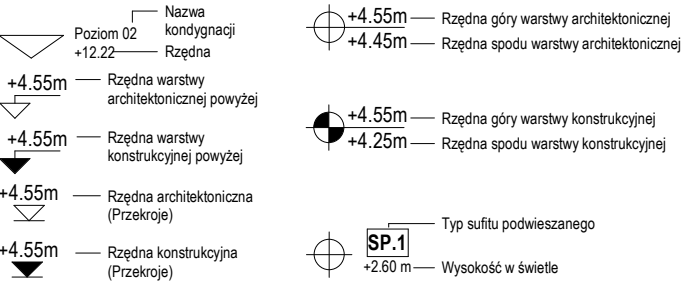 Nazwa
kondygnacji
Poziom 02
+12.22
Rzędna
+4.55m
Rzędna warstwy
architektonicznej powyżej
+4.55m
Rzędna warstwy
konstrukcyjnej powyżej
+4.55m
Rzędna architektoniczna
(Przekroje)
+4.55m
Rzędna konstrukcyjna
(Przekroje)
+4.55m
Rzędna góry warstwy architektonicznej
+4.45m
Rzędna spodu warstwy architektonicznej
+4.55m
Rzędna góry warstwy konstrukcyjnej
+4.25m
Rzędna spodu warstwy konstrukcyjnej
Typ sufitu podwieszanego
SP.1
+2.60 m
Wysokość w świetle